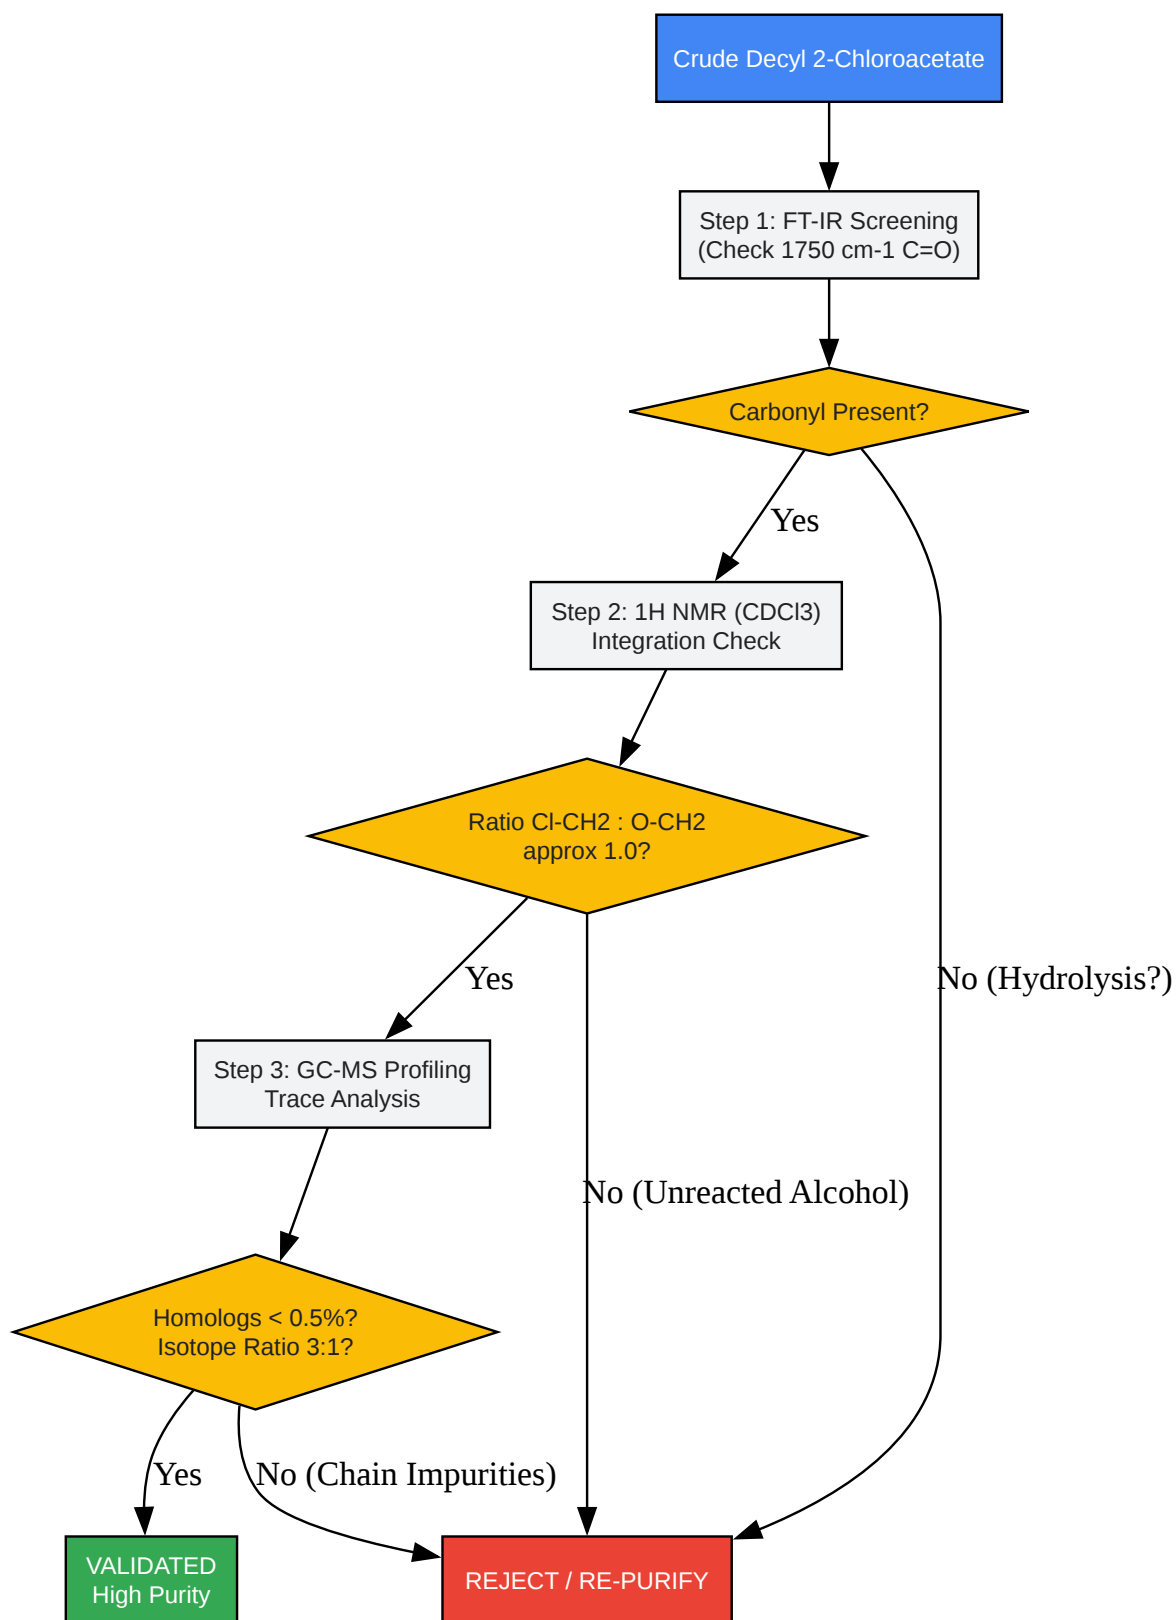 Crude Decyl 2-Chloroacetate
Step 1: FT-IR Screening
(Check 1750 cm-1 C=O)
Carbonyl Present?
Yes
Step 2: 1H NMR (CDCl3)
Integration Check
Ratio Cl-CH2 : O-CH2
approx 1.0?
Yes
No (Hydrolysis?)
Step 3: GC-MS Profiling
Trace Analysis
No (Unreacted Alcohol)
Homologs < 0.5%?
Isotope Ratio 3:1?
Yes
No (Chain Impurities)
VALIDATED
High Purity
REJECT / RE-PURIFY